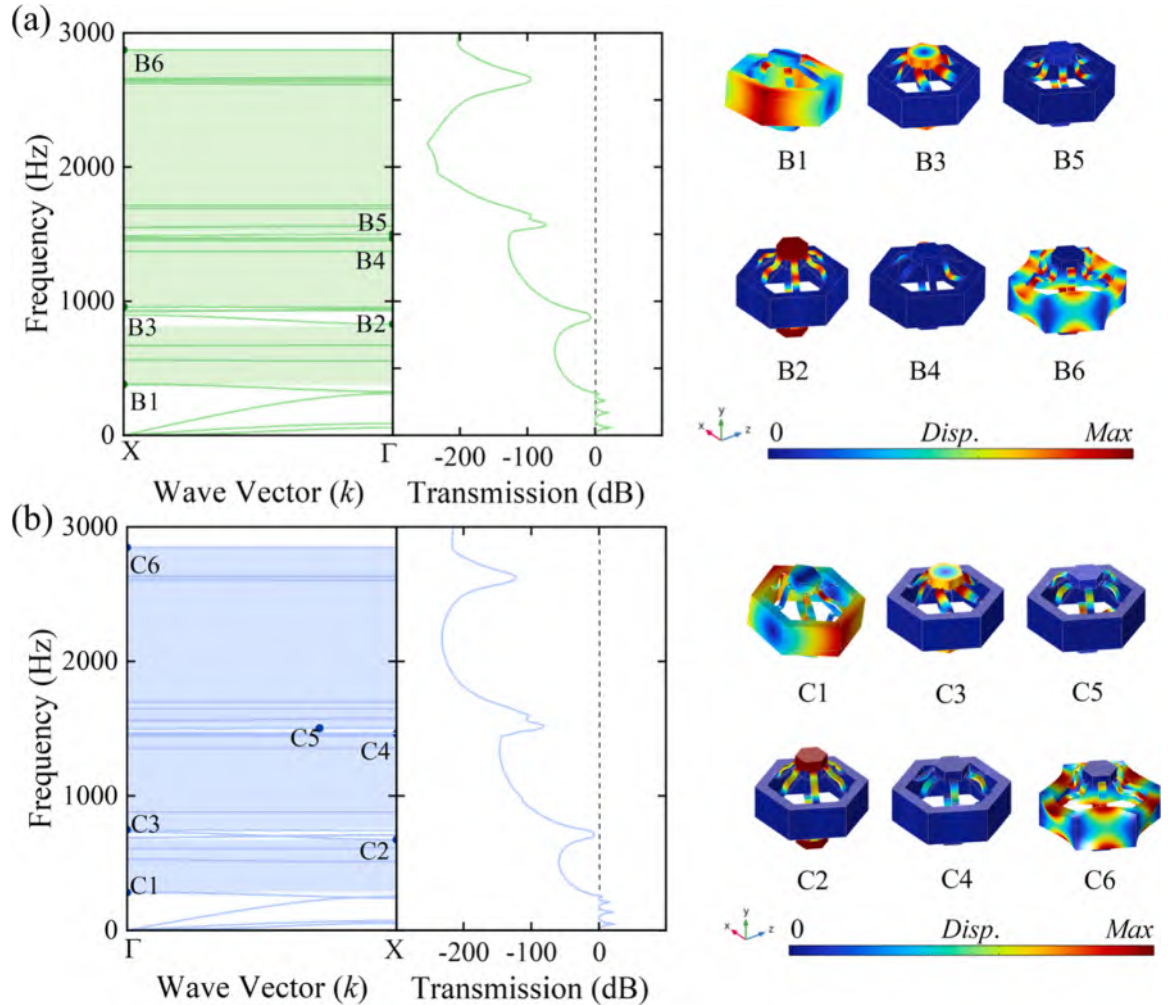 (a)
3000
2000
1000
0
Frequency (Hz)
B6
B5
B4
B3
B2
B1
X
Γ
-200
-100
0
Wave Vector (k)
Transmission (dB)
B1
B3
B5
B2
B4
B6
x
y
z
0
Disp.
Max
(b)
3000
2000
1000
0
Frequency (Hz)
C6
C5
C4
C3
C2
C1
Γ
X
-200
-100
0
Wave Vector (k)
Transmission (dB)
C1
C3
C5
C2
C4
C6
x
y
z
0
Disp.
Max